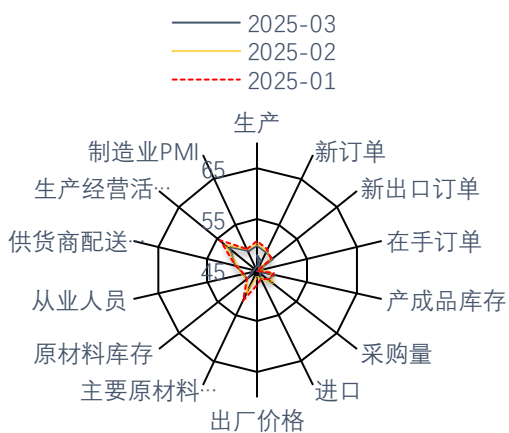 2025-03
2025-02
2025-01
生产
制造业PMI
新订单
65
生产经营活…
新出口订单
55
供货商配送…
在手订单
45
从业人员
产成品库存
原材料库存
采购量
主要原材料…
进口
出厂价格